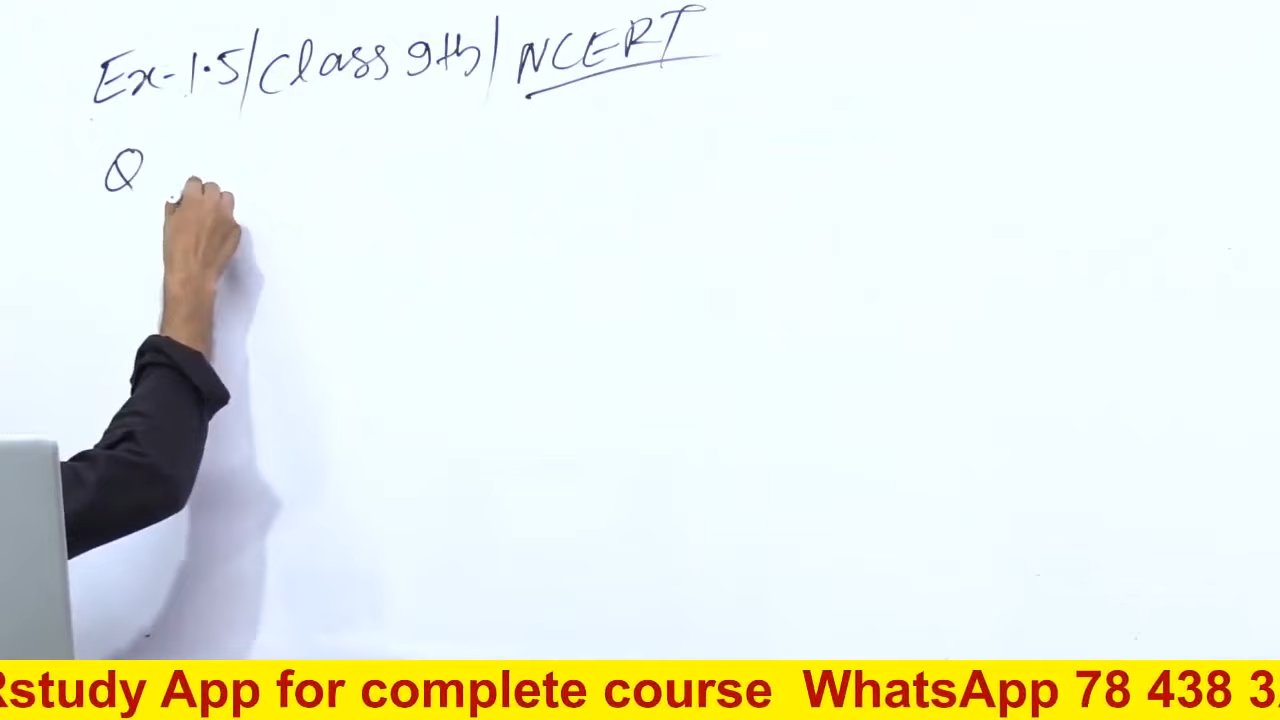 Ex-1.5/Class 9th/NCERT
Q
Rstudy App for complete course WhatsApp 78 438 3